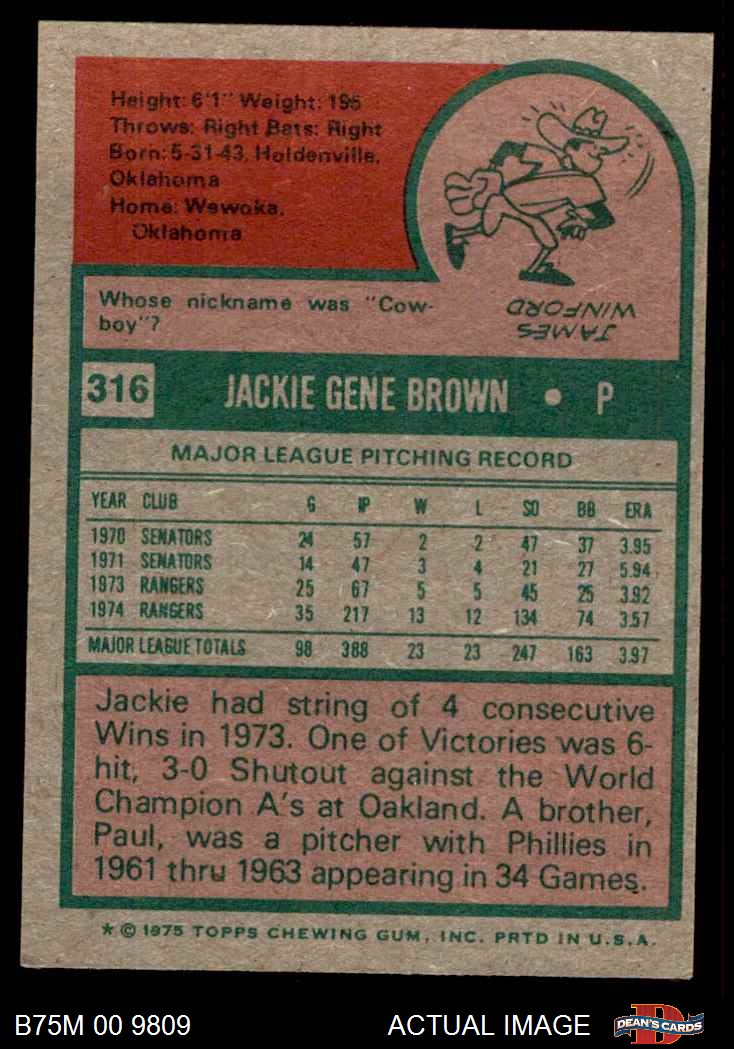 Height: 6'1" Weight: 195
Throws: Right Bats: Right
Born: 5-31-43, Holdenville,
Oklahoma
Home: Wewoka,
Oklahoma
JAMES
WINFORD
Whose nickname was "Cow-
boy"?
316 JACKIE GENE BROWN • P
MAJOR LEAGUE PITCHING RECORD
YEAR CLUB G IP W L SO BB ERA
1970 SENATORS 24 57 2 2 47 37 3.95
1971 SENATORS 14 47 3 4 21 27 5.94
1973 RANGERS 25 67 5 5 45 25 3.92
1974 RANGERS 35 217 13 12 134 74 3.57
MAJOR LEAGUE TOTALS 98 388 23 23 247 163 3.97
Jackie had string of 4 consecutive
Wins in 1973. One of Victories was 6-
hit, 3-0 Shutout against the World
Champion A's at Oakland. A brother,
Paul, was a pitcher with Phillies in
1961 thru 1963 appearing in 34 Games.
* © 1975 TOPPS CHEWING GUM, INC. PRTD IN U.S.A.
B75M 00 9809 ACTUAL IMAGE DEAN'S CARDS